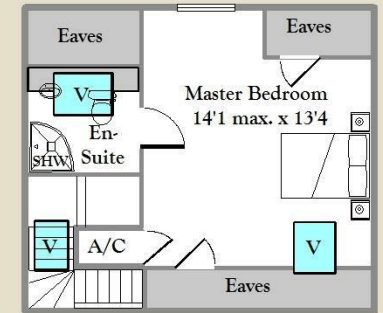 Eaves
Eaves
V
Master Bedroom
14'1 max. x 13'4
En-
Suite
SHW
V
A/C
V
Eaves